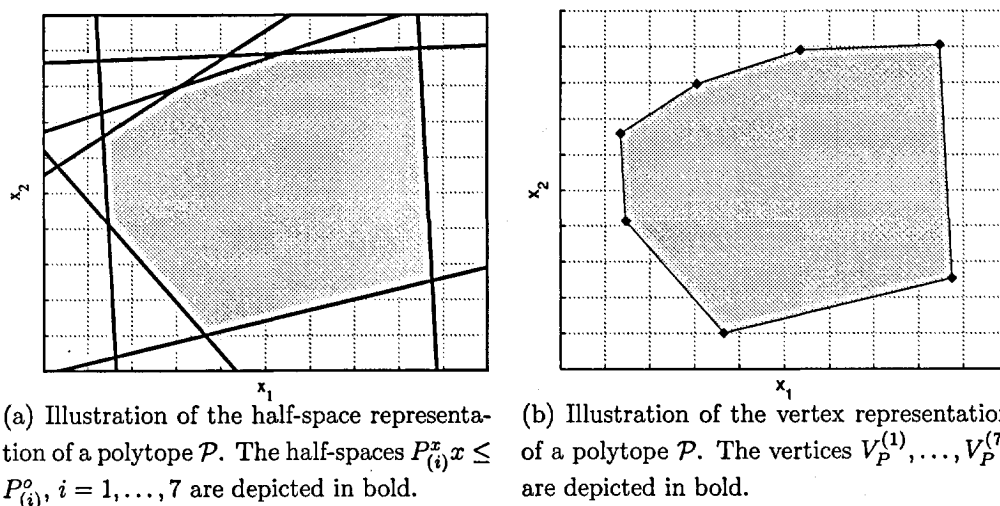 x₂
x₁
(a) Illustration of the half-space representa-
tion of a polytope 𝒫. The half-spaces P^x_(i) x ≤
P^o_(i), i = 1, . . . , 7 are depicted in bold.
x₂
x₁
(b) Illustration of the vertex representation
of a polytope 𝒫. The vertices V_P^(1), . . . , V_P^(7
are depicted in bold.